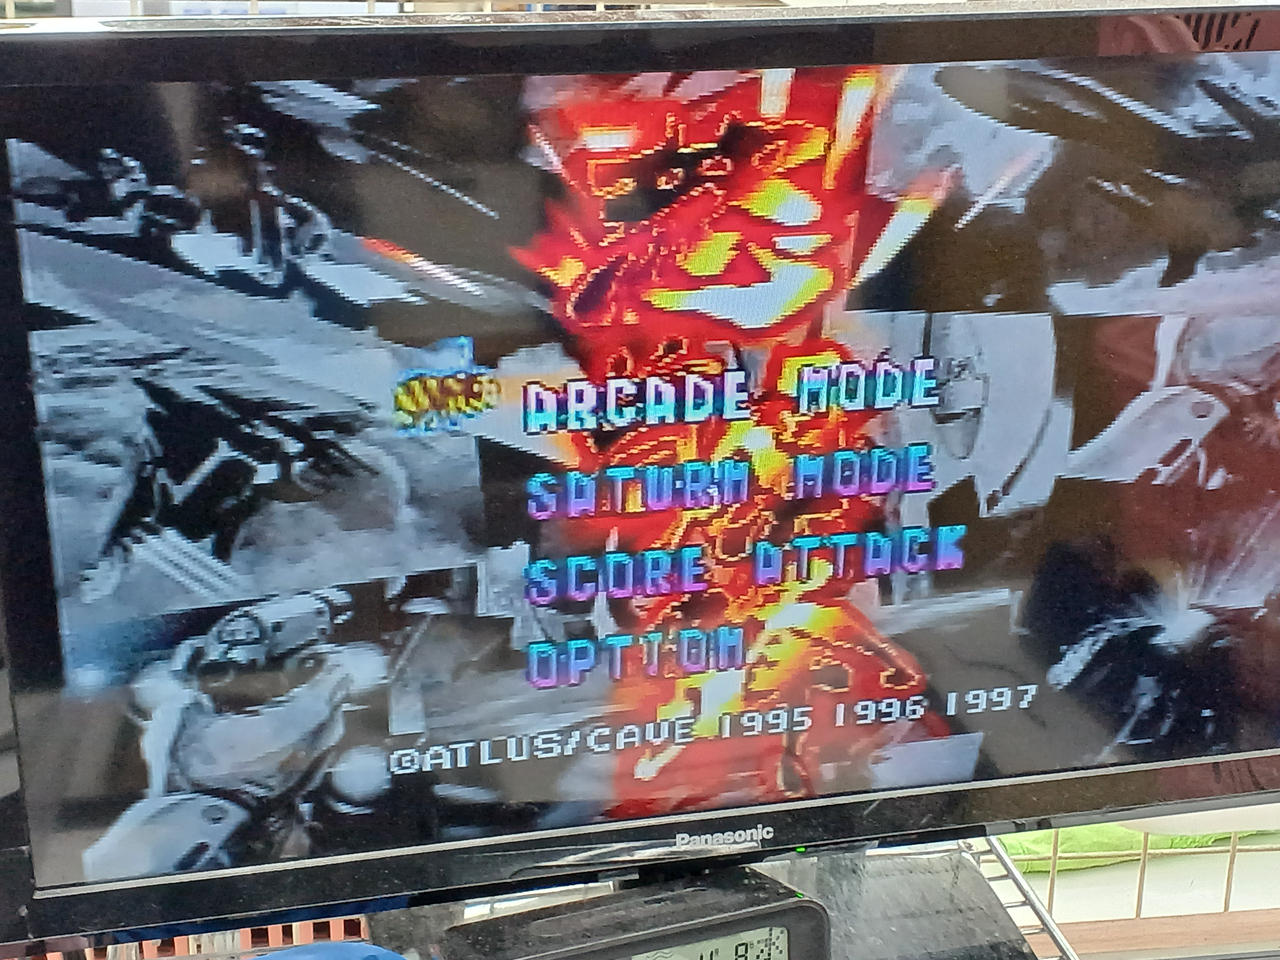 ARCADE MODE
SATURN MODE
SCORE ATTACK
OPTION
©ATLUS/CAVE 1995 1996 1997
Panasonic